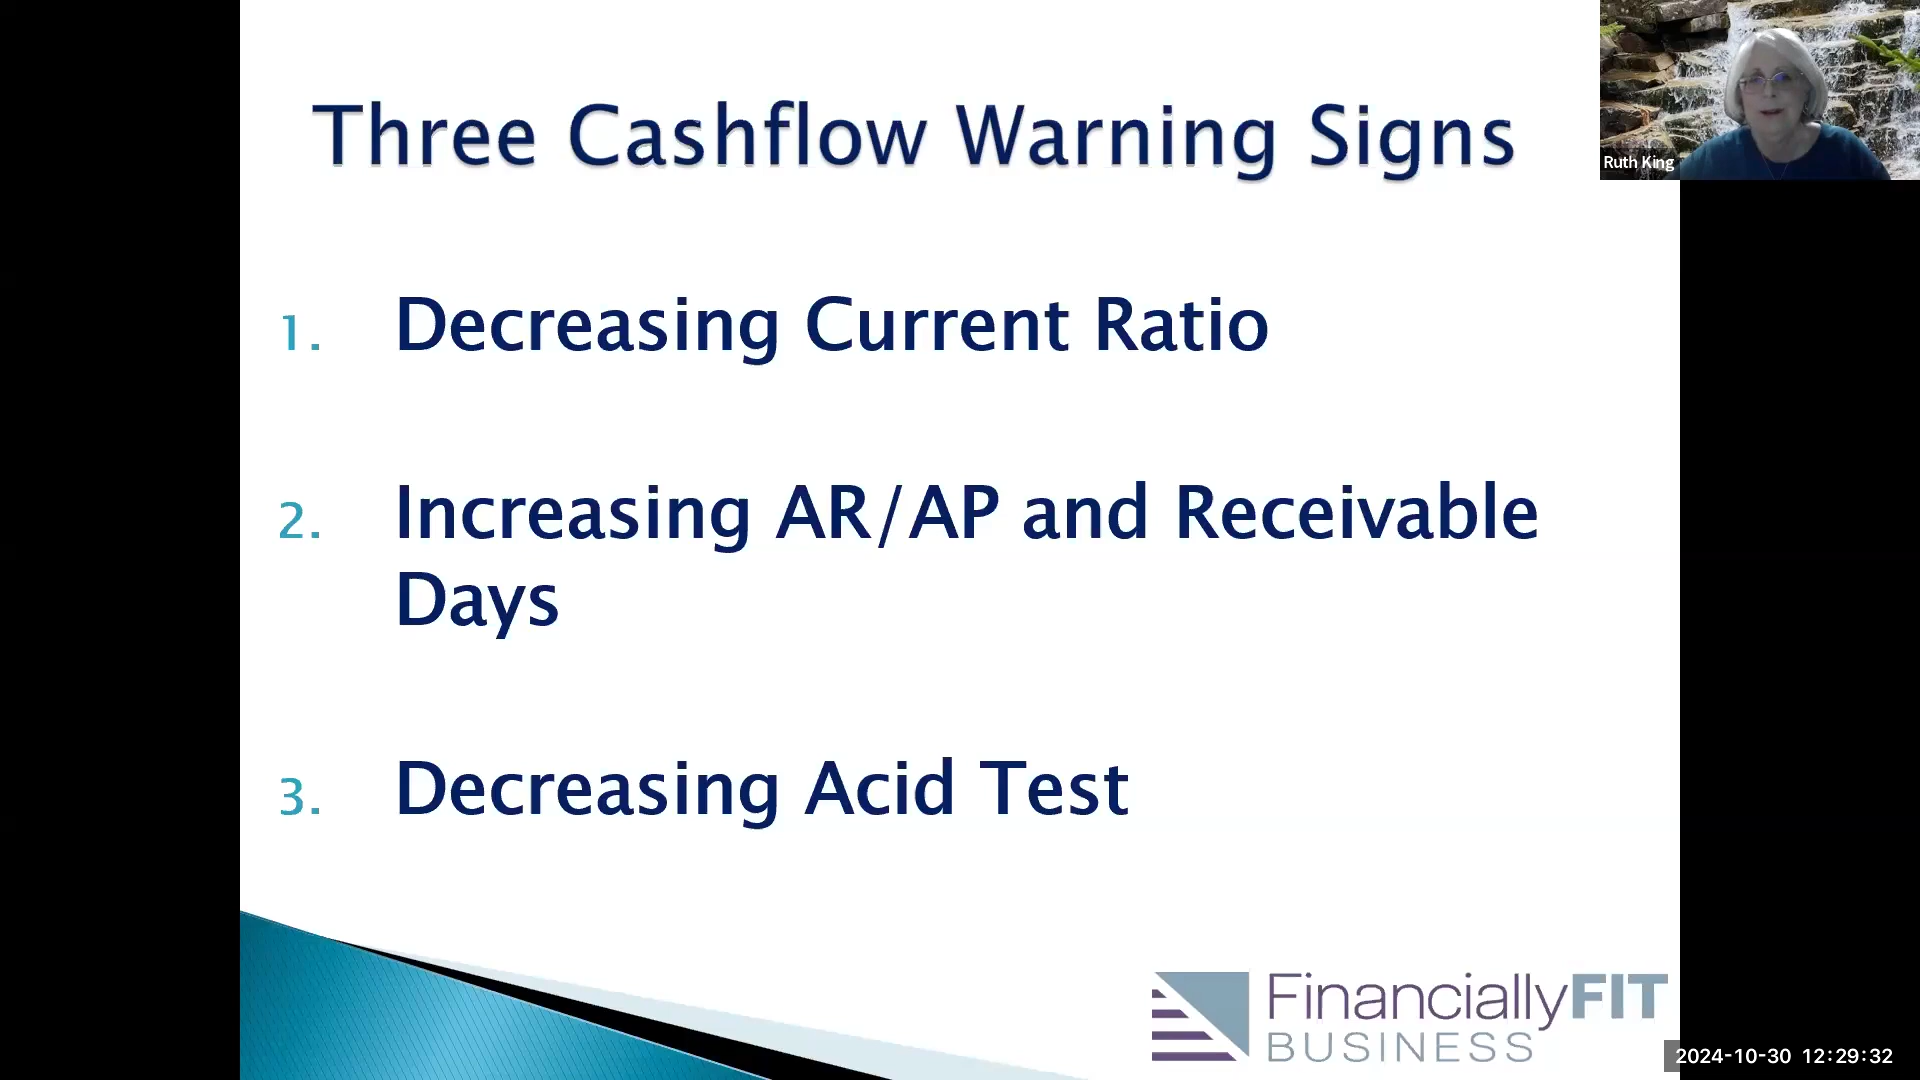 Three Cashflow Warning Signs
Ruth King
1. Decreasing Current Ratio
2. Increasing AR/AP and Receivable
Days
3. Decreasing Acid Test
FinanciallyFIT
BUSINESS
2024-10-30 12:29:32